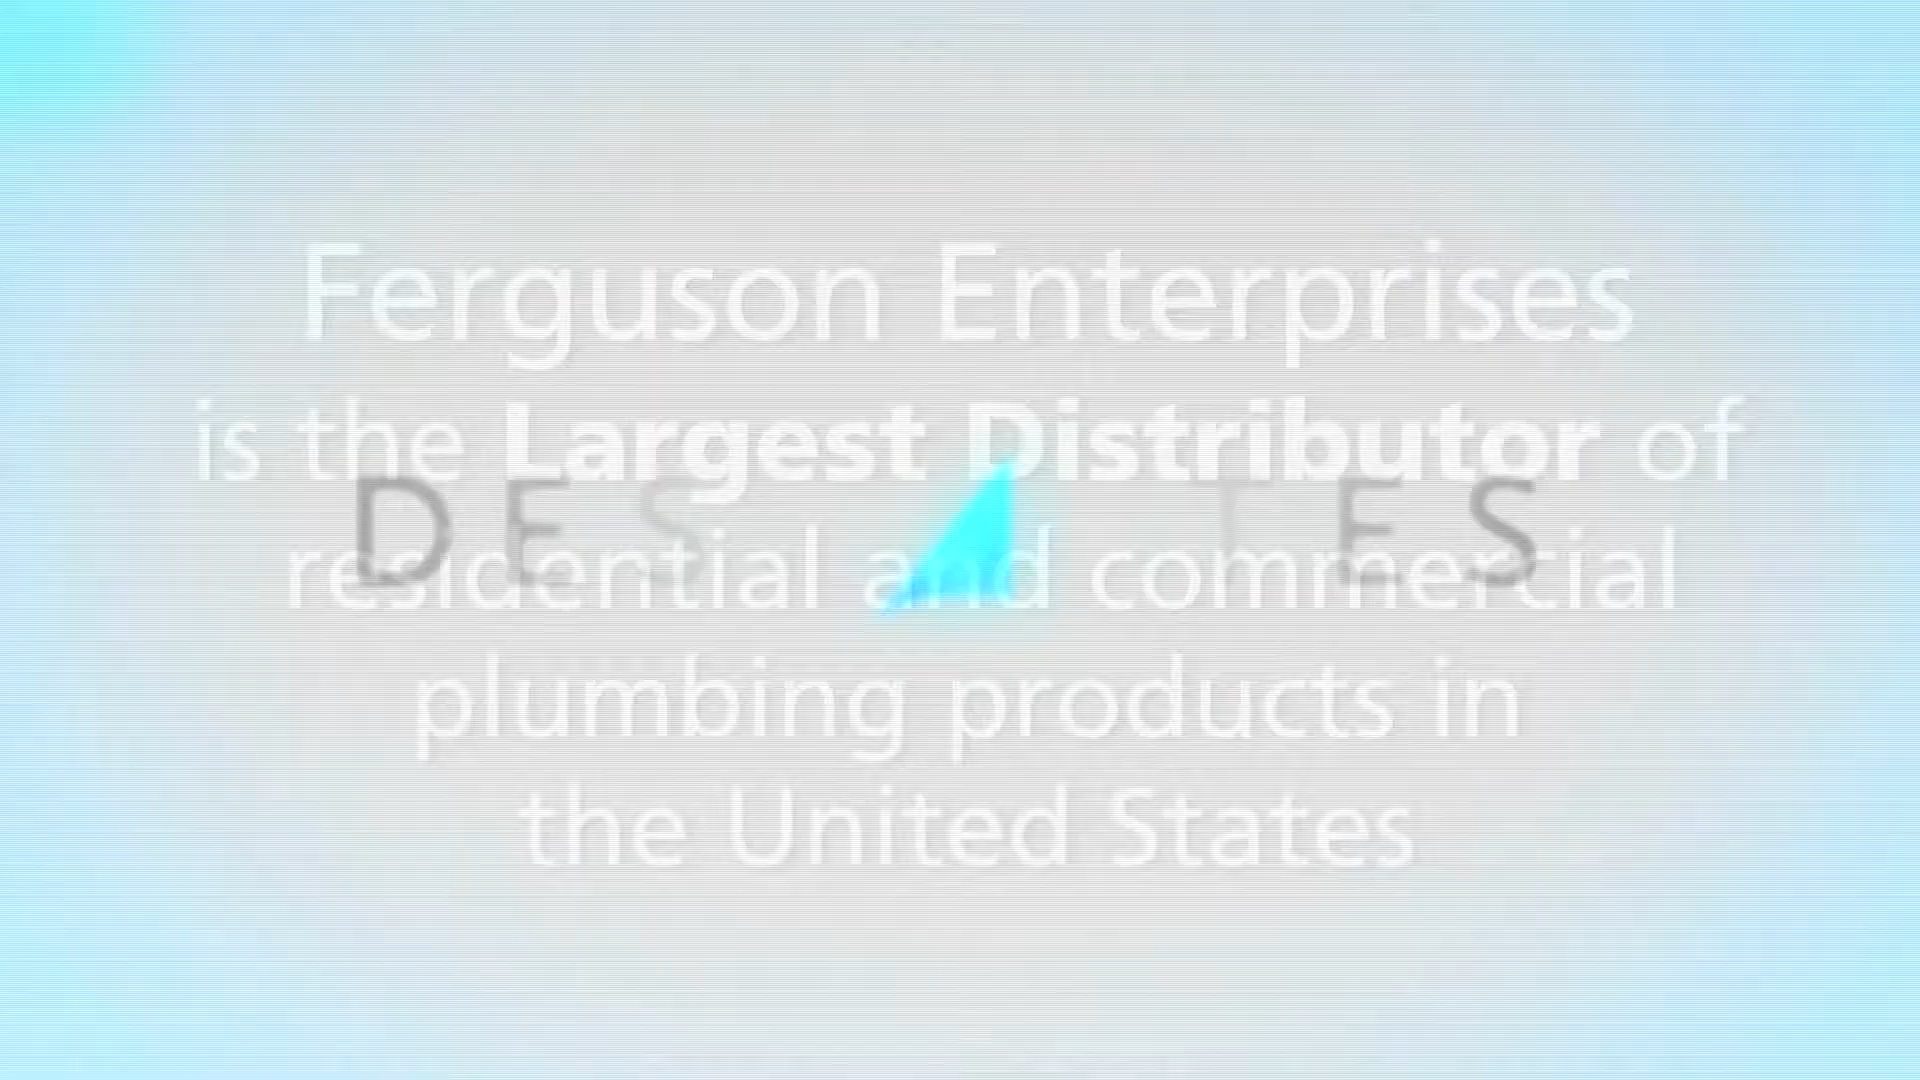 Ferguson Enterprises
is the Largest Distributor of
D E S E S
residential and commercial
plumbing products in
the United States